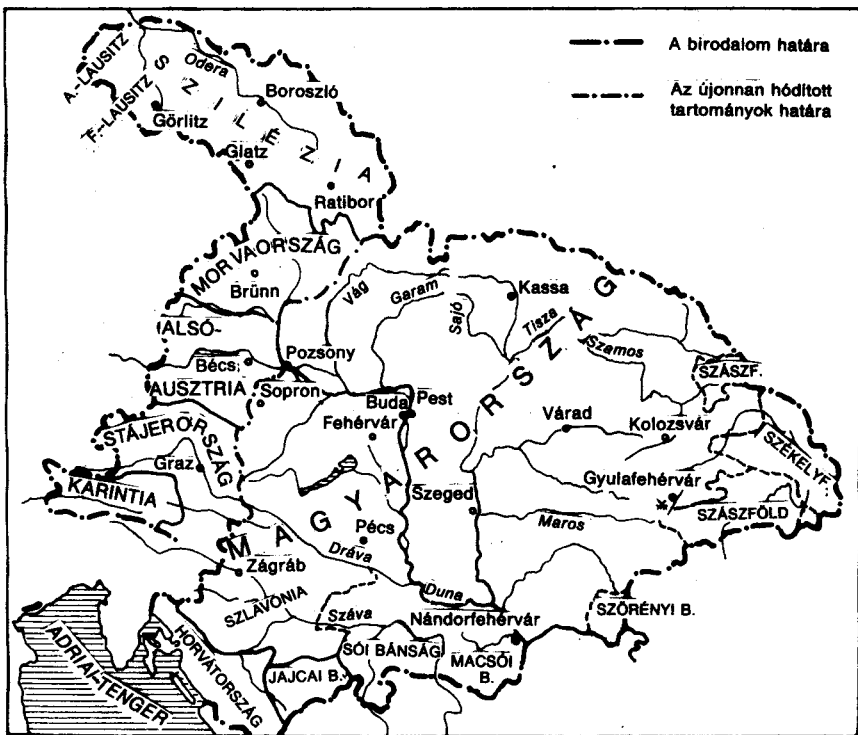 A birodalom határa
Az újonnan hódított
tartományok határa
A.-LAUSITZ
F.-LAUSITZ
SZILÉZIA
Odera
Boroszló
Görlitz
Glatz
Ratibor
MORVAORSZÁG
Brünn
ALSÓ-
AUSZTRIA
Bécs
Pozsony
Sopron
STÁJERORSZÁG
Graz
KARINTIA
MAGYARORSZÁG
Vág
Garam
Sajó
Kassa
Tisza
Szamos
SZÁSZF.
Buda
Pest
Fehérvár
Várad
Kolozsvár
SZÉKELYF.
Gyulafehérvár
SZÁSZFÖLD
Szeged
Maros
Pécs
Dráva
Zágráb
SZLAVÓNIA
Duna
Száva
Nándorfehérvár
SZÖRÉNYI B.
SÓI BÁNSÁG
MACSÓI
B.
JAJCAI B.
HORVÁTORSZÁG
ADRIAI-TENGER